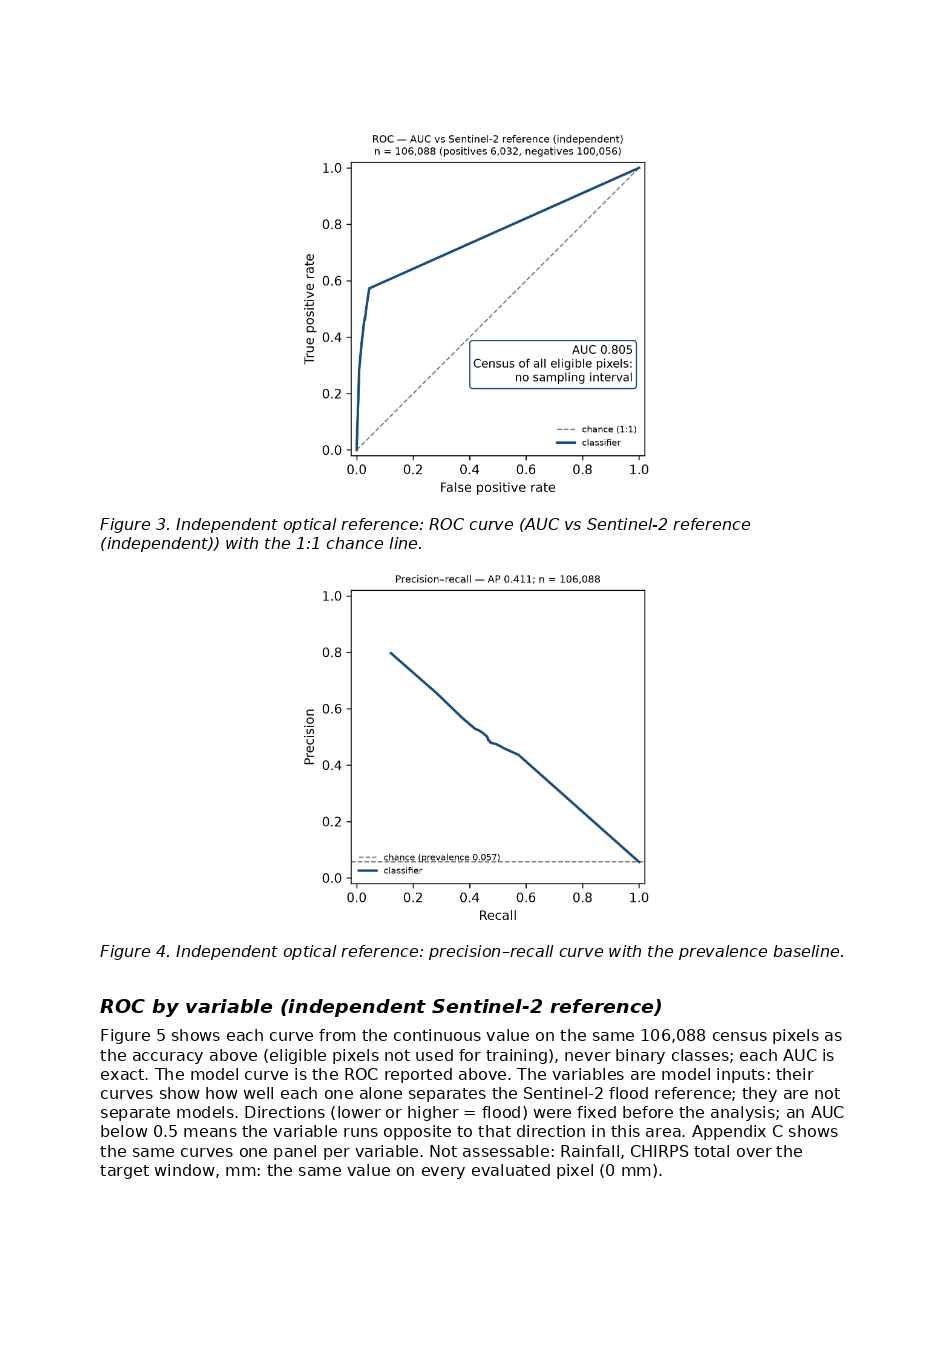 ROC — AUC vs Sentinel-2 reference (independent)
n = 106,088 (positives 6,032, negatives 100,056)
1.0
0.8
0.6
0.4
0.2
0.0
True positive rate
AUC 0.805
Census of all eligible pixels:
no sampling interval
chance (1:1)
classifier
0.0 0.2 0.4 0.6 0.8 1.0
False positive rate
Figure 3. Independent optical reference: ROC curve (AUC vs Sentinel-2 reference
(independent)) with the 1:1 chance line.
Precision–recall — AP 0.411; n = 106,088
1.0
0.8
0.6
0.4
0.2
0.0
Precision
chance (prevalence 0.057)
classifier
0.0 0.2 0.4 0.6 0.8 1.0
Recall
Figure 4. Independent optical reference: precision–recall curve with the prevalence baseline.
ROC by variable (independent Sentinel-2 reference)
Figure 5 shows each curve from the continuous value on the same 106,088 census pixels as
the accuracy above (eligible pixels not used for training), never binary classes; each AUC is
exact. The model curve is the ROC reported above. The variables are model inputs: their
curves show how well each one alone separates the Sentinel-2 flood reference; they are not
separate models. Directions (lower or higher = flood) were fixed before the analysis; an AUC
below 0.5 means the variable runs opposite to that direction in this area. Appendix C shows
the same curves one panel per variable. Not assessable: Rainfall, CHIRPS total over the
target window, mm: the same value on every evaluated pixel (0 mm).